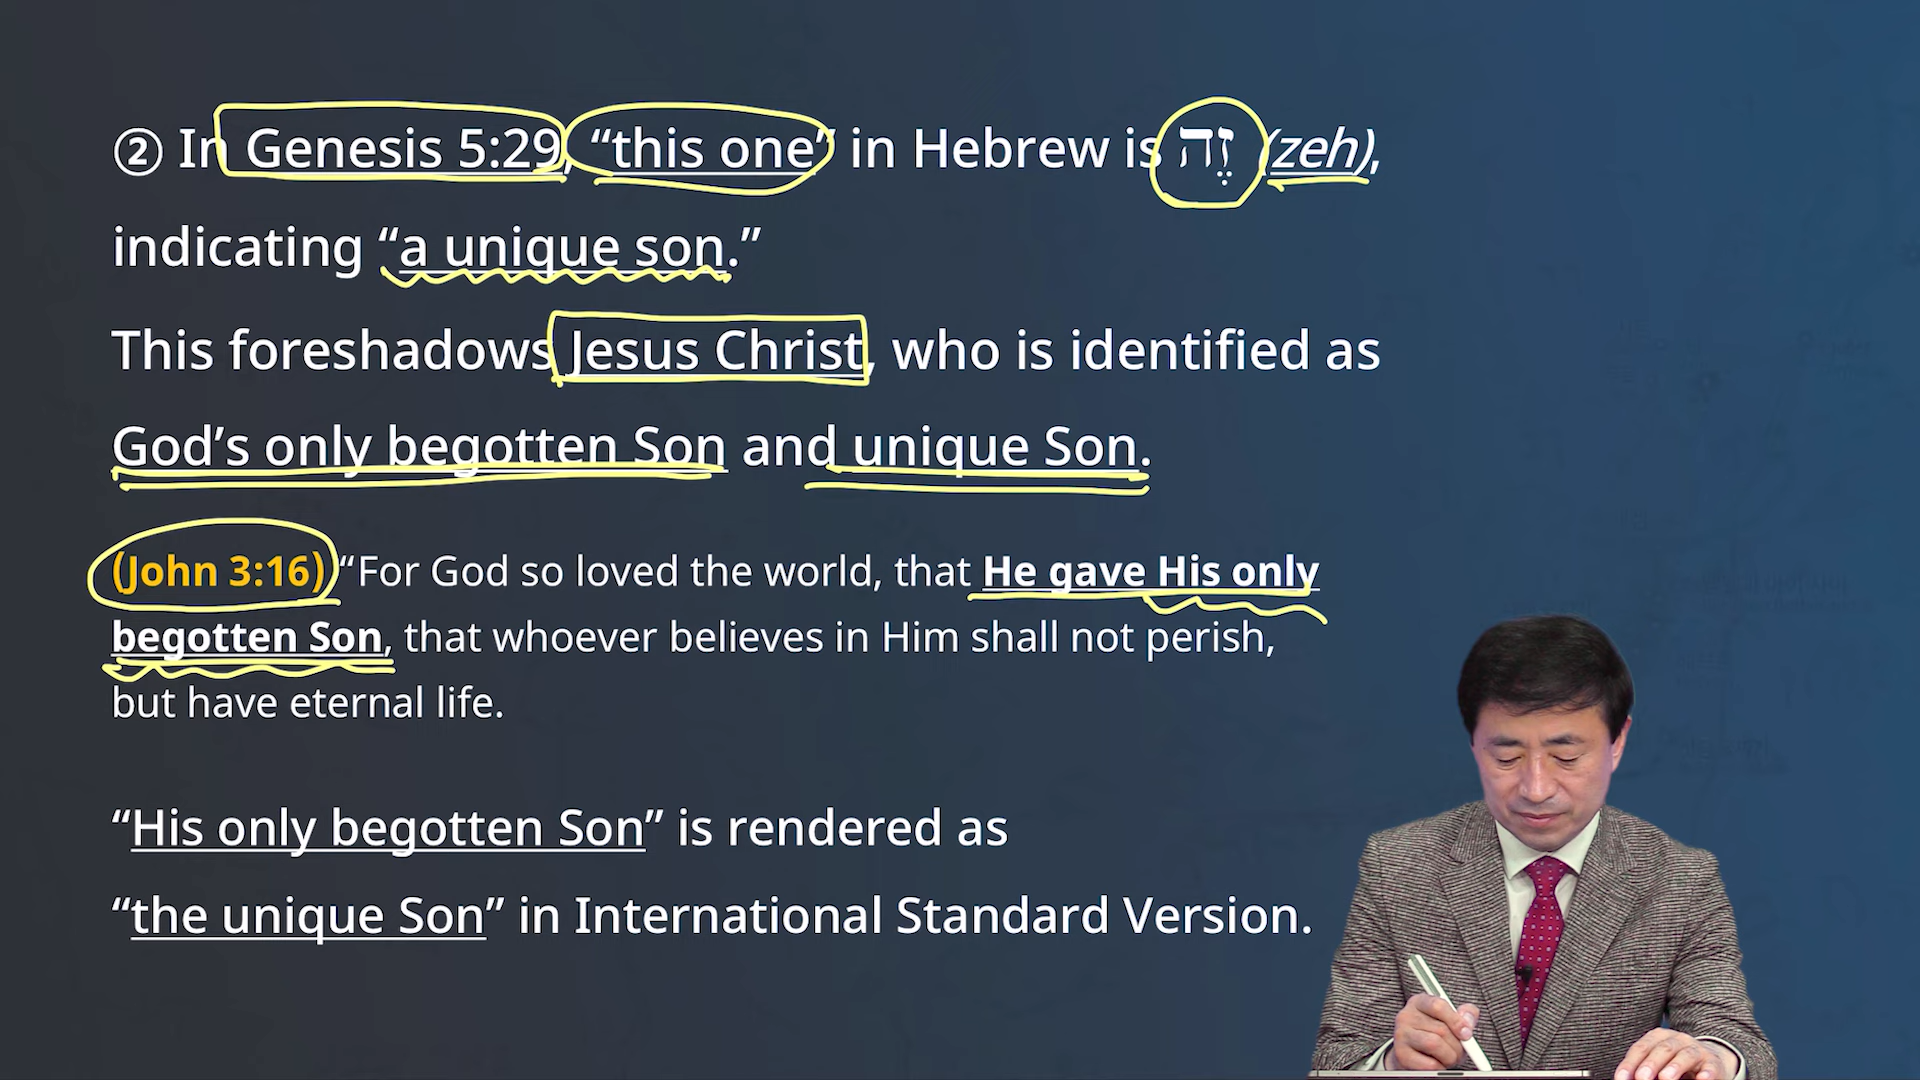 ② In Genesis 5:29, “this one” in Hebrew is זֶה (zeh),
indicating “a unique son.”
This foreshadows Jesus Christ, who is identified as
God’s only begotten Son and unique Son.
(John 3:16) “For God so loved the world, that He gave His only
begotten Son, that whoever believes in Him shall not perish,
but have eternal life.
“His only begotten Son” is rendered as
“the unique Son” in International Standard Version.